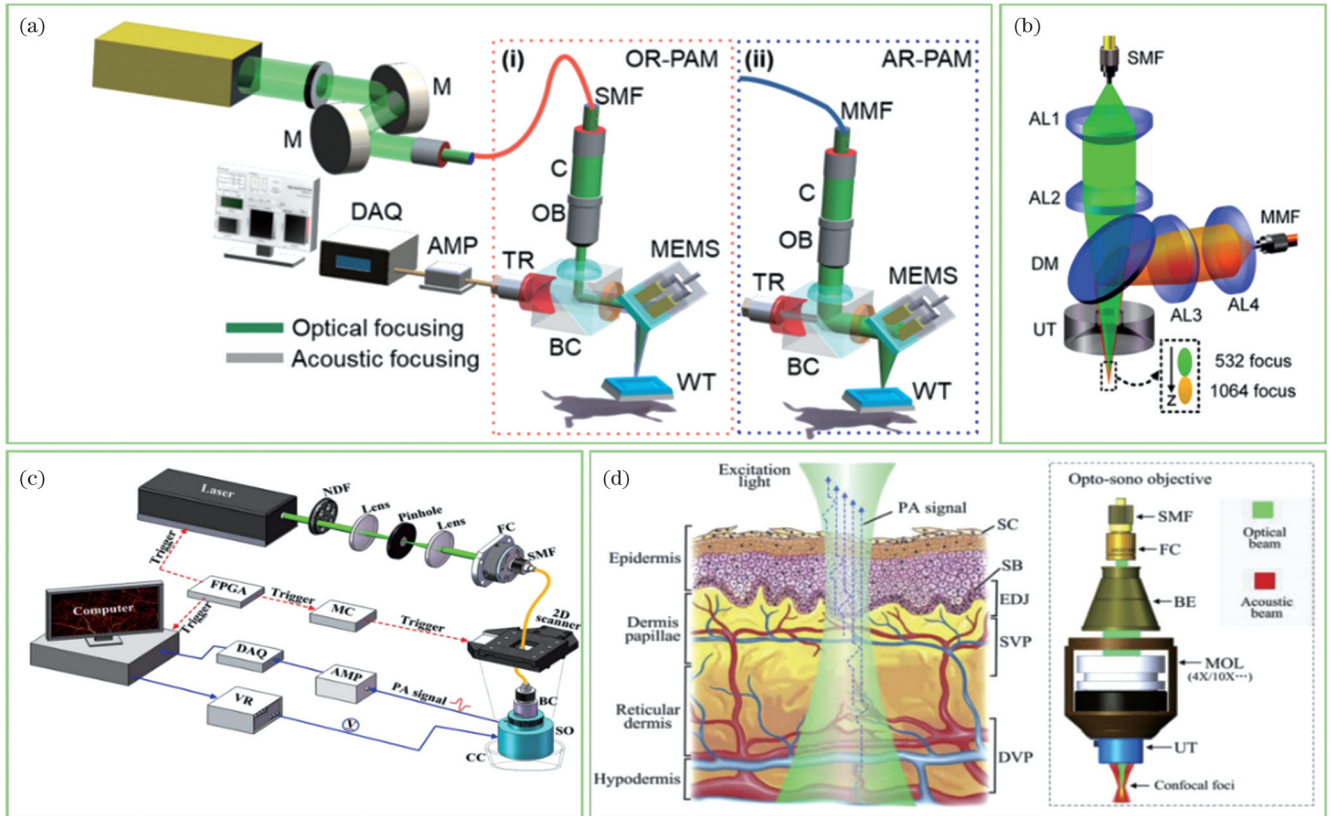 (a)
(i)
OR-PAM
(ii)
AR-PAM
M
M
SMF
MMF
C
C
OB
OB
DAQ
AMP
TR
MEMS
TR
MEMS
BC
BC
WT
WT
Optical focusing
Acoustic focusing
(b)
SMF
AL1
AL2
MMF
DM
AL3
AL4
UT
532 focus
1064 focus
Z
(c)
Laser
NDF
Lens
Pinhole
Lens
FC
SMF
Trigger
FPGA
Trigger
MC
Trigger
2D
scanner
Computer
Trigger
DAQ
AMP
PA signal
BC
VR
V
SO
CC
(d)
Excitation
light
PA signal
SC
Epidermis
SB
EDJ
Dermis
papillae
SVP
Reticular
dermis
DVP
Hypodermis
Opto-sono objective
SMF
Optical
beam
FC
BE
Acoustic
beam
MOL
(4X/10X···)
UT
Confocal foci